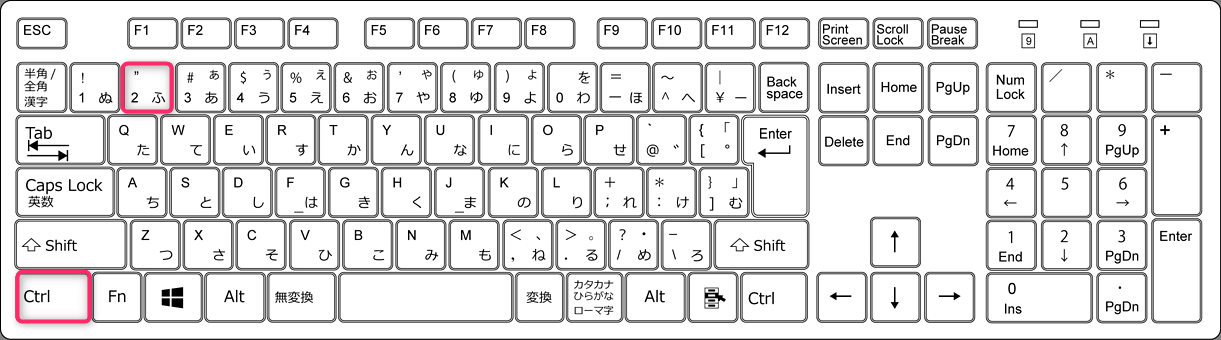 ESC F1 F2 F3 F4 F5 F6 F7 F8 F9 F10 F11 F12 Print Screen Scroll Lock Pause Break 9 A ⬇
半角/全角 漢字 ! 1 ぬ " 2 ふ # ぁ 3 あ $ ぅ 4 う % ぇ 5 え & ぉ 6 お ' ゃ 7 や ( ゅ 8 ゆ ) ょ 9 よ を 0 わ = ー ほ ～ ^ へ | ¥ ー Back space Insert Home PgUp Num Lock ／ ＊ －
Tab Q た W て E い R す T か Y ん U な I に O ら P せ ` @ ゛ { 「 [ ゜ Enter Delete End PgDn 7 Home 8 ↑ 9 PgUp +
Caps Lock 英数 A ち S と D し F _は G き H く J _ま K の L り + ; れ * : け } 」 ] む 4 ← 5 6 →
Shift Z つ X さ C そ V ひ B こ N み M も < 、 , ね > 。 . る ? ・ / め _ \ ろ Shift ↑ 1 End 2 ↓ 3 PgDn Enter
Ctrl Fn Alt 無変換 変換 カタカナ ひらがな ローマ字 Alt Ctrl ← ↓ → 0 Ins . PgDn